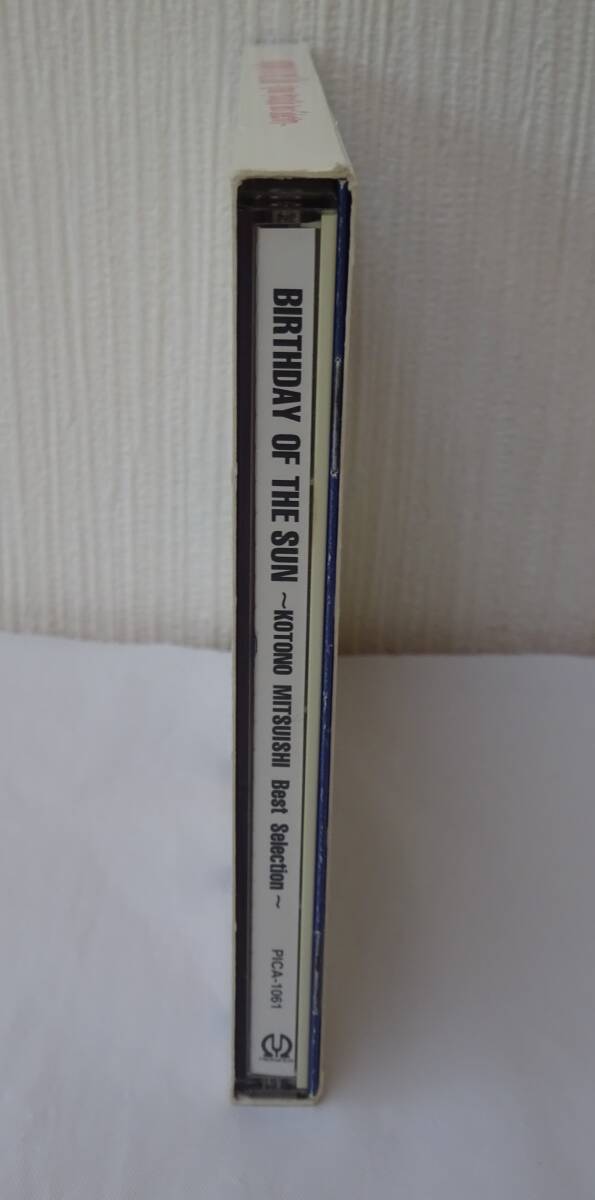 BIRTHDAY OF THE SUN ~KOTONO MITSUISHI Best Selection~ PICA-1061